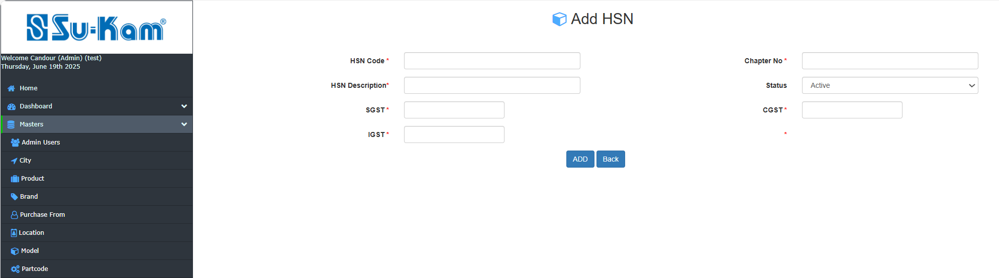 Su-Kam®
Welcome Candour (Admin) (test)
Thursday, June 19th 2025
Home
Dashboard
Masters
Admin Users
City
Product
Brand
Purchase From
Location
Model
Partcode
Add HSN
HSN Code *
Chapter No *
HSN Description*
Status
Active
SGST *
CGST *
IGST *
*
ADD
Back